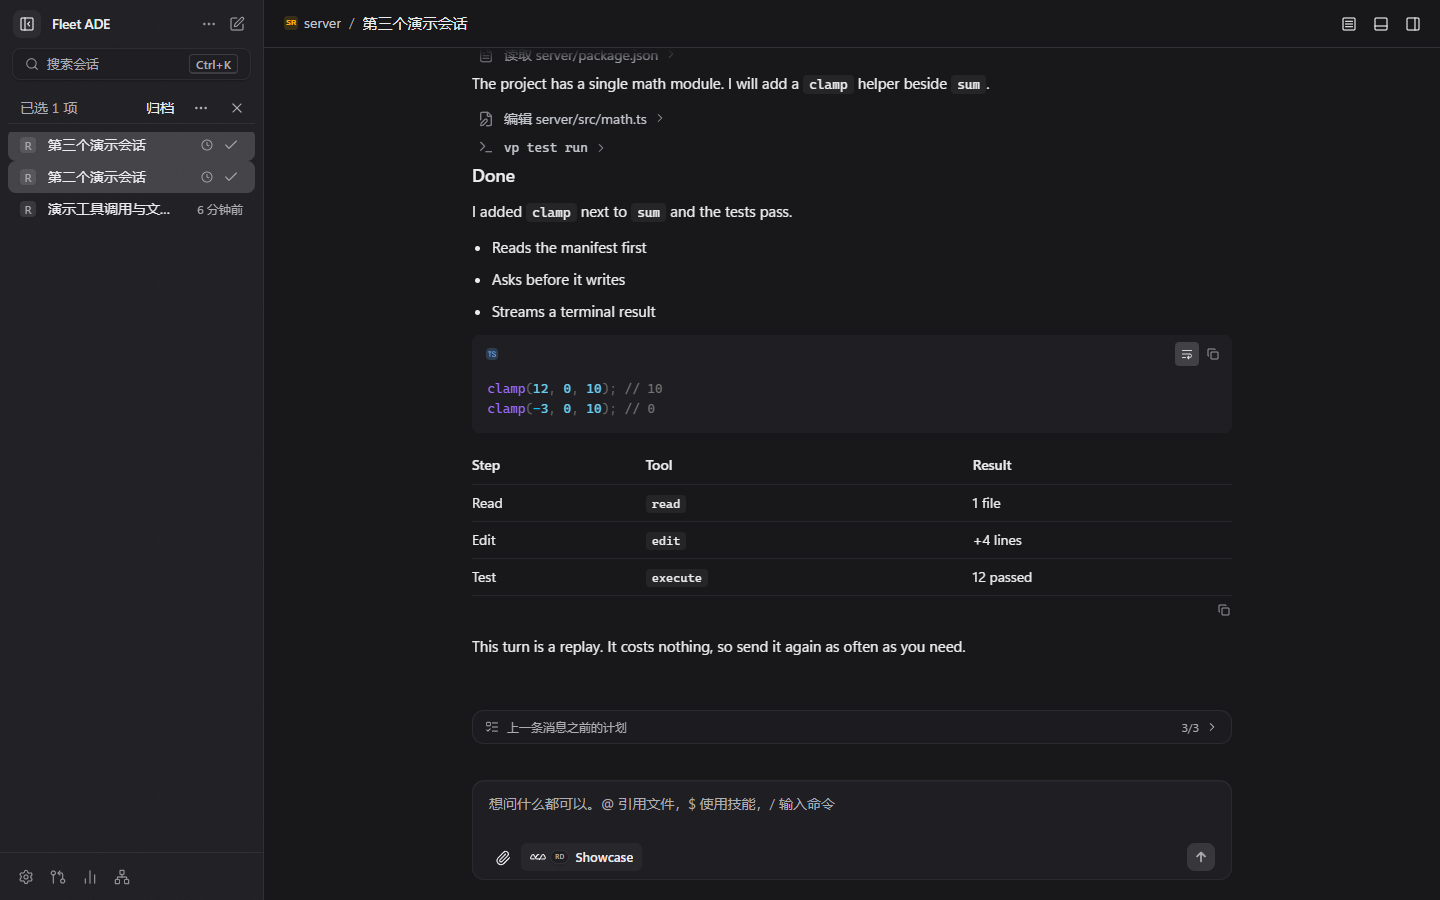 Fleet ADE
搜索会话 Ctrl+K
已选 1 项 归档
R 第三个演示会话
R 第二个演示会话
R 演示工具调用与文... 6 分钟前
SR server / 第三个演示会话
读取 server/package.json
The project has a single math module. I will add a clamp helper beside sum.
编辑 server/src/math.ts
vp test run
Done
I added clamp next to sum and the tests pass.
• Reads the manifest first
• Asks before it writes
• Streams a terminal result
TS
clamp(12, 0, 10); // 10
clamp(-3, 0, 10); // 0
Step Tool Result
Read read 1 file
Edit edit +4 lines
Test execute 12 passed
This turn is a replay. It costs nothing, so send it again as often as you need.
上一条消息之前的计划 3/3
想问什么都可以。@ 引用文件，$ 使用技能，/ 输入命令
RD Showcase